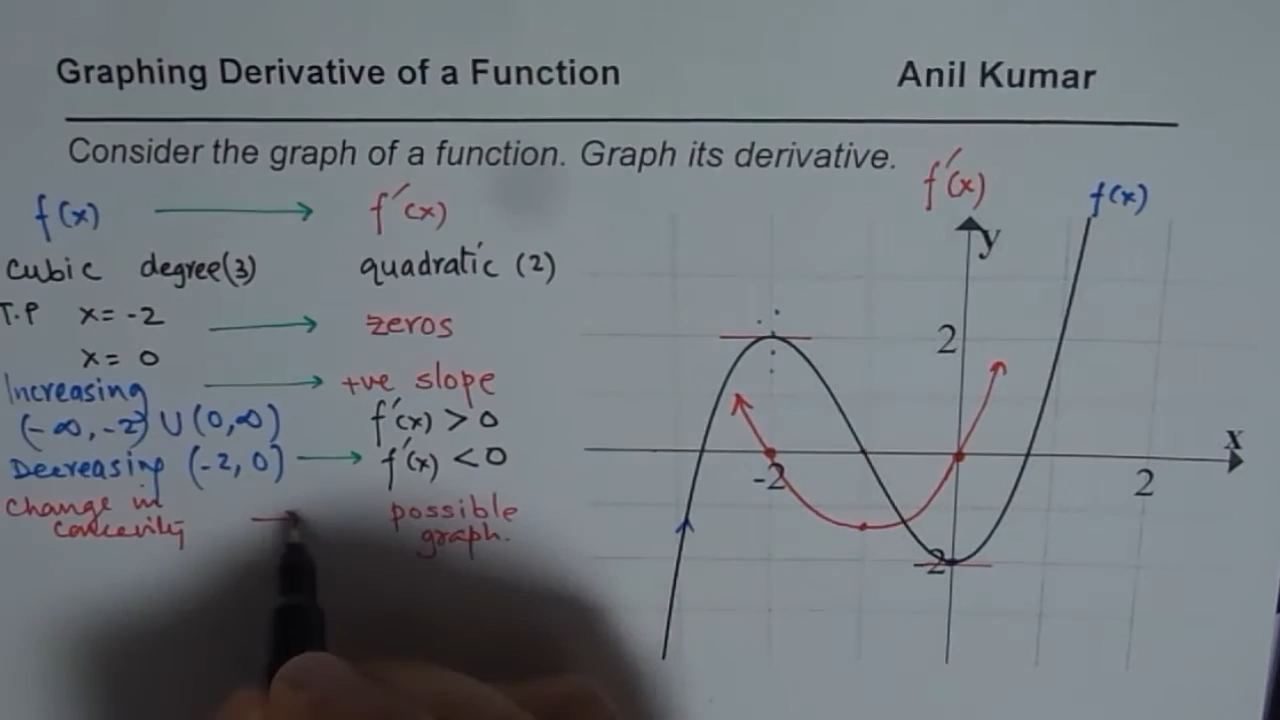 Graphing Derivative of a Function Anil Kumar
Consider the graph of a function. Graph its derivative.
f(x) → f'(x)
Cubic degree(3) quadratic (2)
T.P x = -2 → zeros
x = 0
Increasing → +ve slope
(-∞, -2) ∪ (0, ∞) f'(x) > 0
Decreasing (-2, 0) → f'(x) < 0
Change in → possible
concavity graph.
f'(x)
f(x)
y
2
x
-2
2
-2